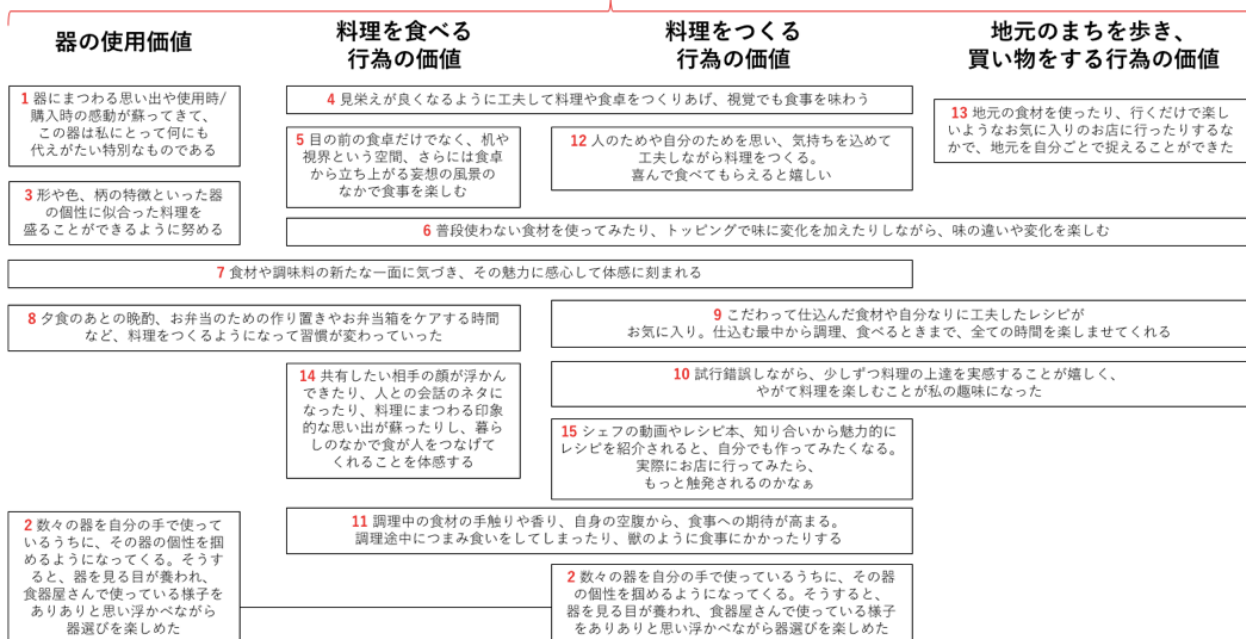 器の使用価値
料理を食べる
行為の価値
料理をつくる
行為の価値
地元のまちを歩き、
買い物をする行為の価値
1 器にまつわる思い出や使用時/
購入時の感動が蘇ってきて、
この器は私にとって何にも
代えがたい特別なものである
4 見栄えが良くなるように工夫して料理や食卓をつくりあげ、視覚でも食事を味わう
13 地元の食材を使ったり、行くだけで楽し
いようなお気に入りのお店に行ったりするな
かで、地元を自分ごとで捉えることができた
5 目の前の食卓だけでなく、机や
視界という空間、さらには食卓
から立ち上がる妄想の風景の
なかで食事を楽しむ
12 人のためや自分のためを思い、気持ちを込めて
工夫しながら料理をつくる。
喜んで食べてもらえると嬉しい
3 形や色、柄の特徴といった器
の個性に似合った料理を
盛ることができるように努める
6 普段使わない食材を使ってみたり、トッピングで味に変化を加えたりしながら、味の違いや変化を楽しむ
7 食材や調味料の新たな一面に気づき、その魅力に感心して体感に刻まれる
8 夕食のあとの晩酌、お弁当のための作り置きやお弁当箱をケアする時間
など、料理をつくるようになって習慣が変わっていった
9 こだわって仕込んだ食材や自分なりに工夫したレシピが
お気に入り。仕込む最中から調理、食べるときまで、全ての時間を楽しませてくれる
14 共有したい相手の顔が浮かん
できたり、人との会話のネタに
なったり、料理にまつわる印象
的な思い出が蘇ったりし、暮ら
しのなかで食が人をつなげて
くれることを体感する
10 試行錯誤しながら、少しずつ料理の上達を実感することが嬉しく、
やがて料理を楽しむことが私の趣味になった
15 シェフの動画やレシピ本、知り合いから魅力的に
レシピを紹介されると、自分でも作ってみたくなる。
実際にお店に行ってみたら、
もっと触発されるのかなぁ
11 調理中の食材の手触りや香り、自身の空腹から、食事への期待が高まる。
調理途中につまみ食いをしてしまったり、獣のように食事にかかったりする
2 数々の器を自分の手で使って
いるうちに、その器の個性を掴
めるようになってくる。そうす
ると、器を見る目が養われ、
食器屋さんで使っている様子を
ありありと思い浮かべながら
器選びを楽しめた
2 数々の器を自分の手で使っているうちに、その器
の個性を掴めるようになってくる。そうすると、
器を見る目が養われ、食器屋さんで使っている様子
をありありと思い浮かべながら器選びを楽しめた